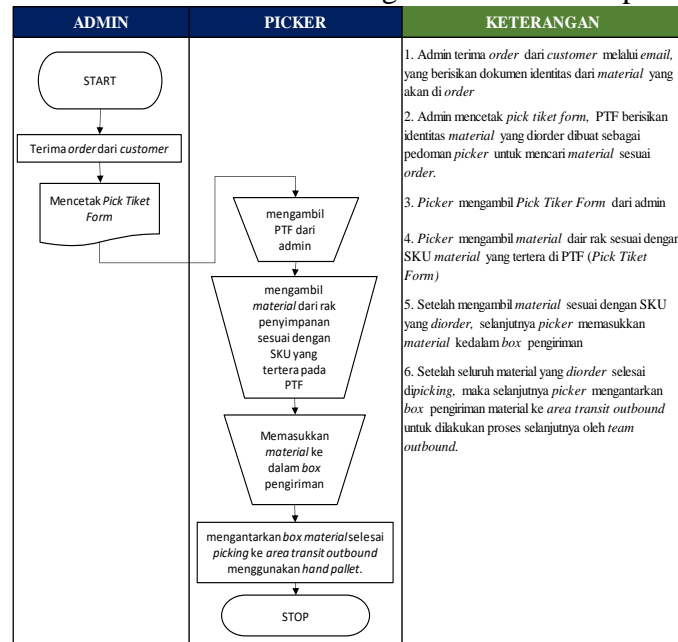 ADMIN
PICKER
KETERANGAN
START
Terima order dari customer
Mencetak Pick Tiket
Form
mengambil
PTF dari
admin
mengambil
material dari rak
penyimpanan
sesuai dengan
SKU yang
tertera pada
PTF
Memasukkan
material ke
dalam box
pengiriman
mengantarkan box material selesai
picking ke area transit outbound
menggunakan hand pallet.
STOP
1. Admin terima order dari customer melalui email,
yang berisikan dokumen identitas dari material yang
akan di order
2. Admin mencetak pick tiket form, PTF berisikan
identitas material yang diorder dibuat sebagai
pedoman picker untuk mencari material sesuai
order.
3. Picker mengambil Pick Tiker Form dari admin
4. Picker mengambil material dair rak sesuai dengan
SKU material yang tertera di PTF (Pick Tiket
Form)
5. Setelah mengambil material sesuai dengan SKU
yang diorder, selanjutnya picker memasukkan
material kedalam box pengiriman
6. Setelah seluruh material yang diorder selesai
dipicking, maka selanjutnya picker mengantarkan
box pengiriman material ke area transit outbound
untuk dilakukan proses selanjutnya oleh team
outbound.